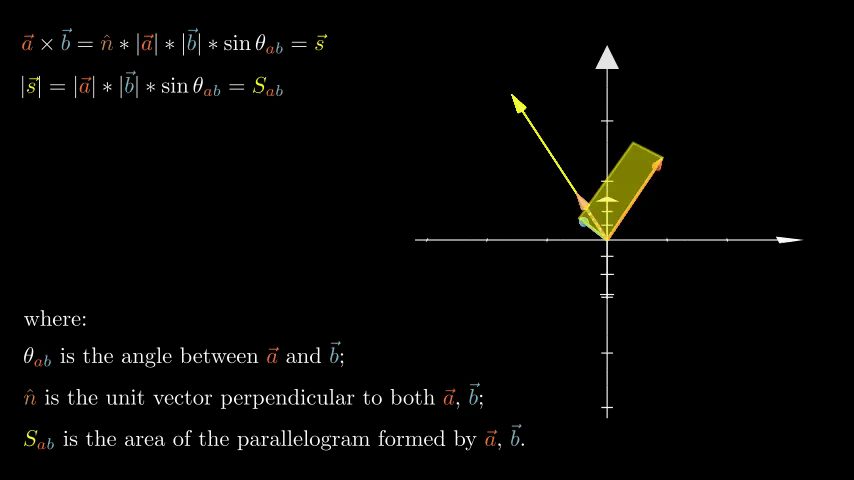 $\vec{a} \times \vec{b} = \hat{n} * |\vec{a}| * |\vec{b}| * \sin\theta_{ab} = \vec{s}$
$|\vec{s}| = |\vec{a}| * |\vec{b}| * \sin\theta_{ab} = S_{ab}$
where:
$\theta_{ab}$ is the angle between $\vec{a}$ and $\vec{b}$;
$\hat{n}$ is the unit vector perpendicular to both $\vec{a}$, $\vec{b}$;
$S_{ab}$ is the area of the parallelogram formed by $\vec{a}$, $\vec{b}$.